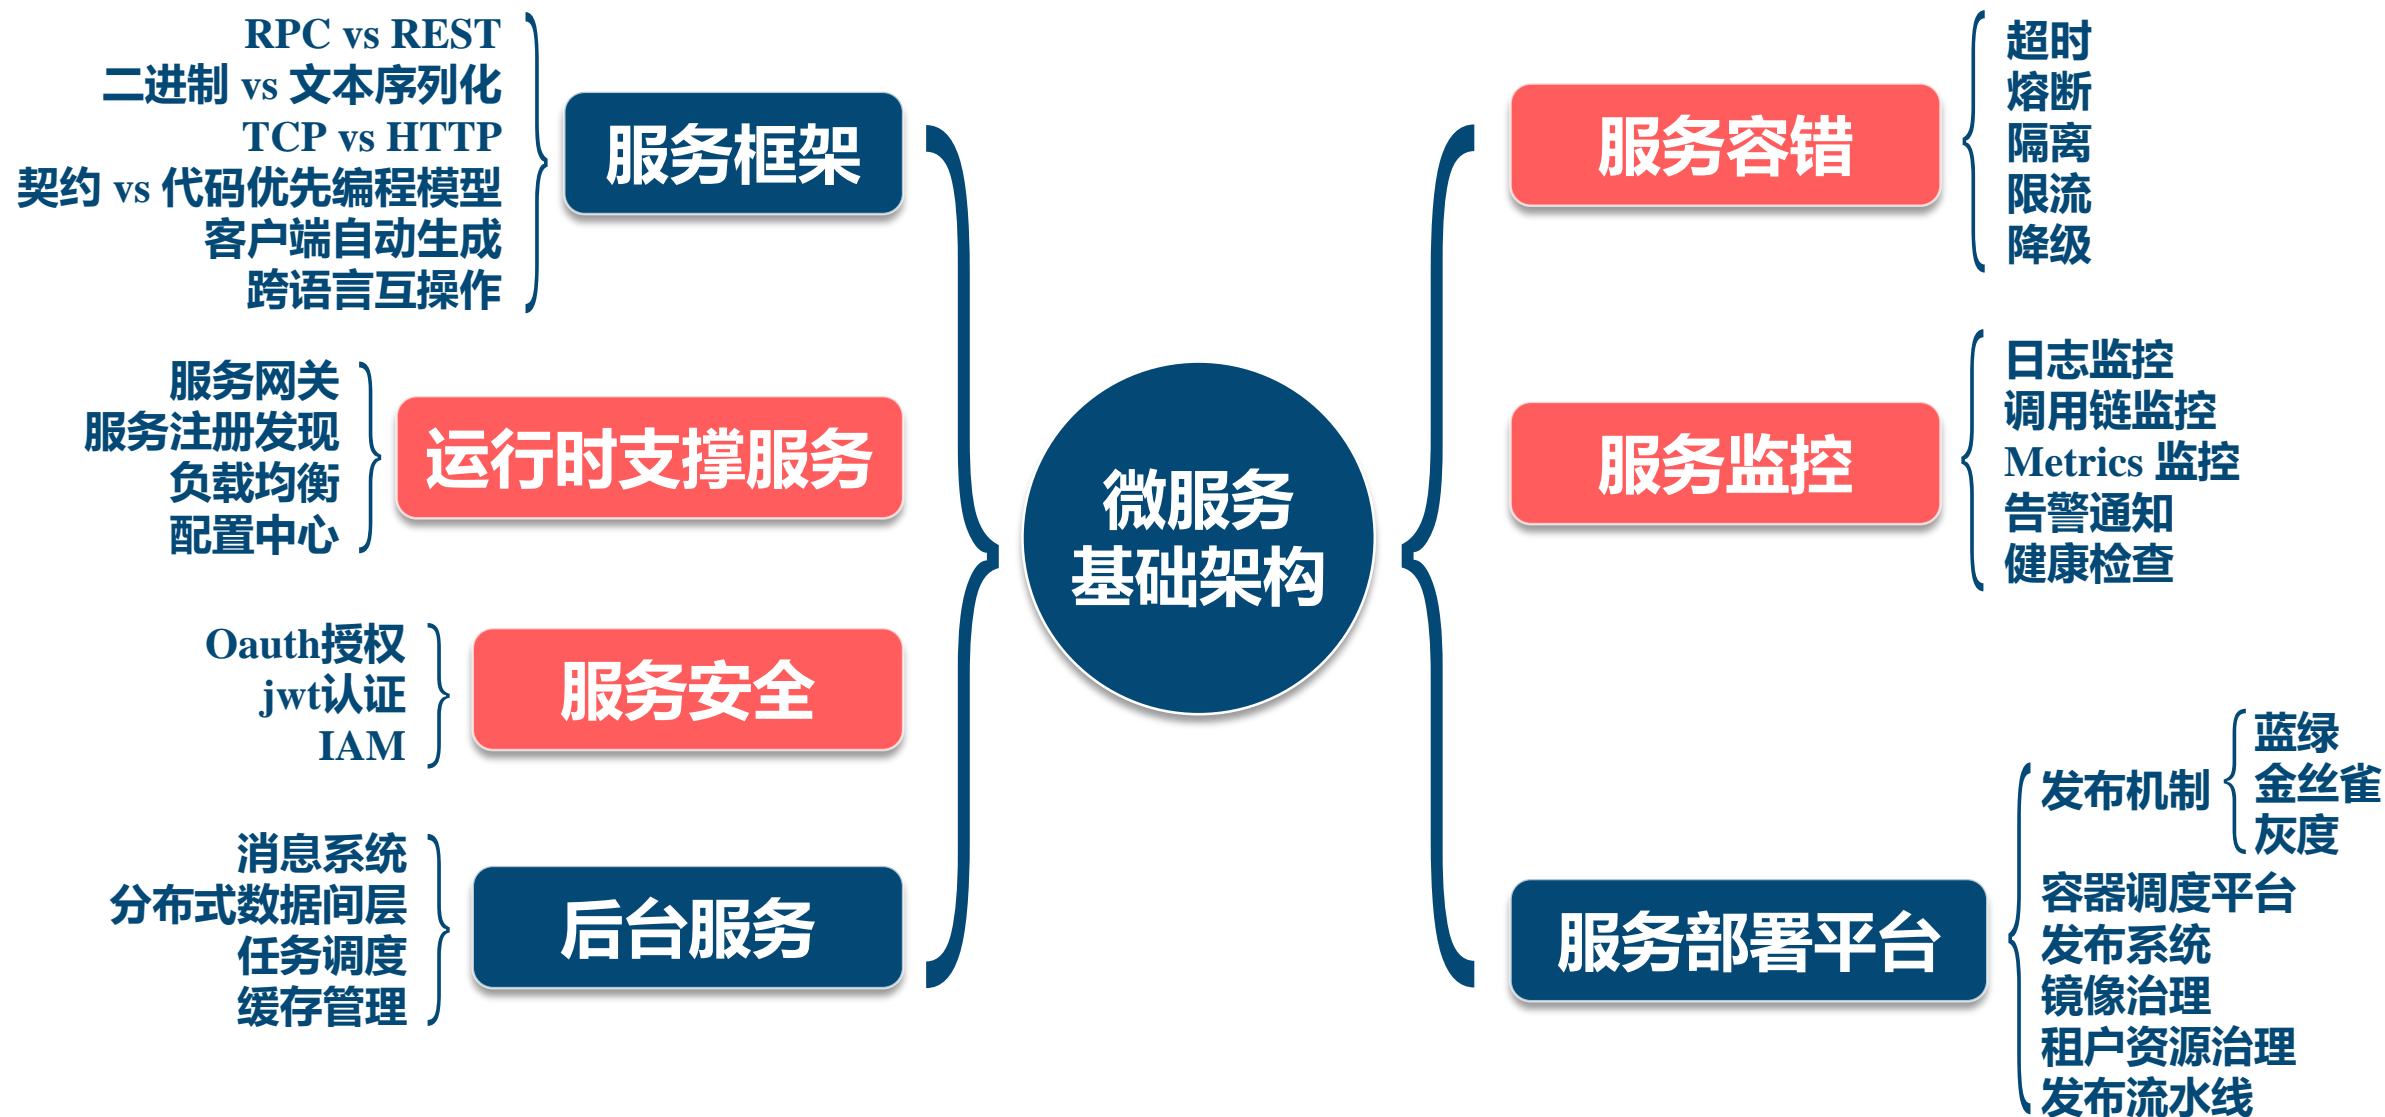 RPC vs REST
二进制 vs 文本序列化
TCP vs HTTP
契约 vs 代码优先编程模型
客户端自动生成
跨语言互操作
服务框架
服务网关
服务注册发现
负载均衡
配置中心
运行时支撑服务
Oauth授权
jwt认证
IAM
服务安全
消息系统
分布式数据间层
任务调度
缓存管理
后台服务
微服务
基础架构
服务容错
超时
熔断
隔离
限流
降级
服务监控
日志监控
调用链监控
Metrics 监控
告警通知
健康检查
服务部署平台
发布机制
蓝绿
金丝雀
灰度
容器调度平台
发布系统
镜像治理
租户资源治理
发布流水线